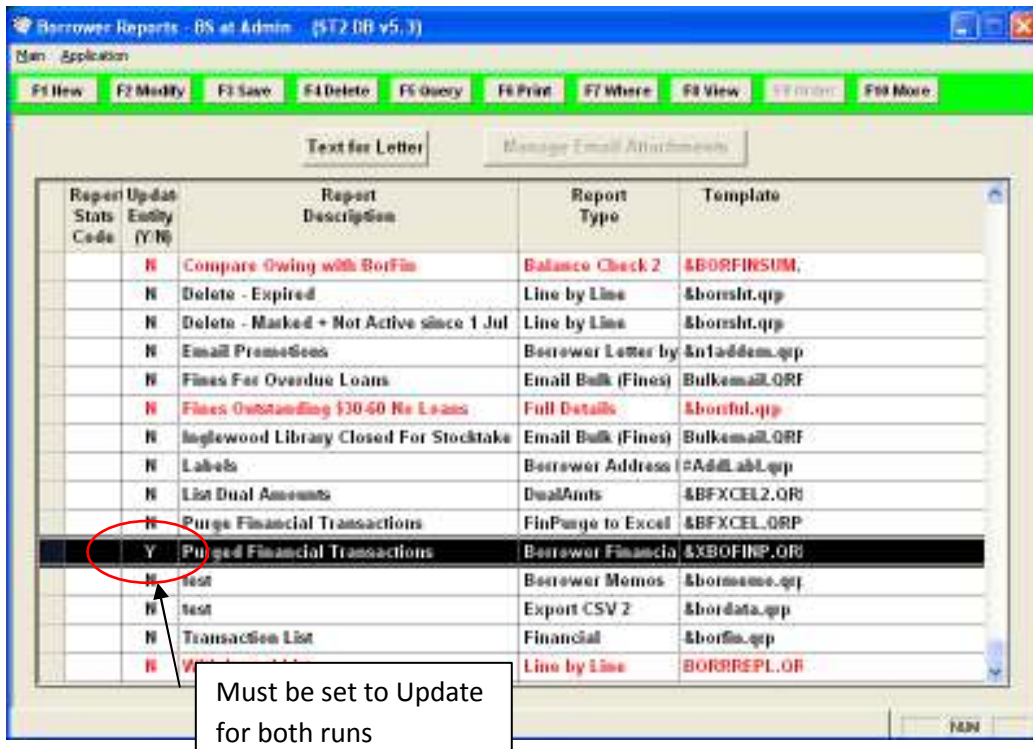 Borrower Reports - BS at Admin (ST2 DB v5.3)
Main Application
F1 New F2 Modify F3 Save F4 Delete F5 Query F6 Print F7 Where F8 View F10 More
Text for Letter Manage Email Attachments
Report Updat Report Report Template
Stats Entity Description Type
Code (Y/N)
N Compare Owing with BorFin Balance Check 2 &BORFINSUM.
N Delete - Expired Line by Line &borrsht.qrp
N Delete - Marked + Not Active since 1 Jul Line by Line &borrsht.qrp
N Email Promotions Borrower Letter by &n1addem.qrp
N Fines For Overdue Loans Email Bulk (Fines) Bulkemail.QRF
N Fines Outstanding $30-60 No Loans Full Details &borrful.qrp
N Inglewood Library Closed For Stocktake Email Bulk (Fines) Bulkemail.QRF
N Labels Borrower Address #AddLabl.qrp
N List Dual Amounts DualAmts &BFXCEL2.QRI
N Purge Financial Transactions FinPurge to Excel &BFXCEL.QRP
Y Purged Financial Transactions Borrower Financia &XBOFINP.QRI
N test Borrower Memos
N test Export CSV 2 &bordata.qrp
N Transaction List Financial &borfin.qrp
N Line by Line BORRREPL.QR
Must be set to Update
for both runs
NUM